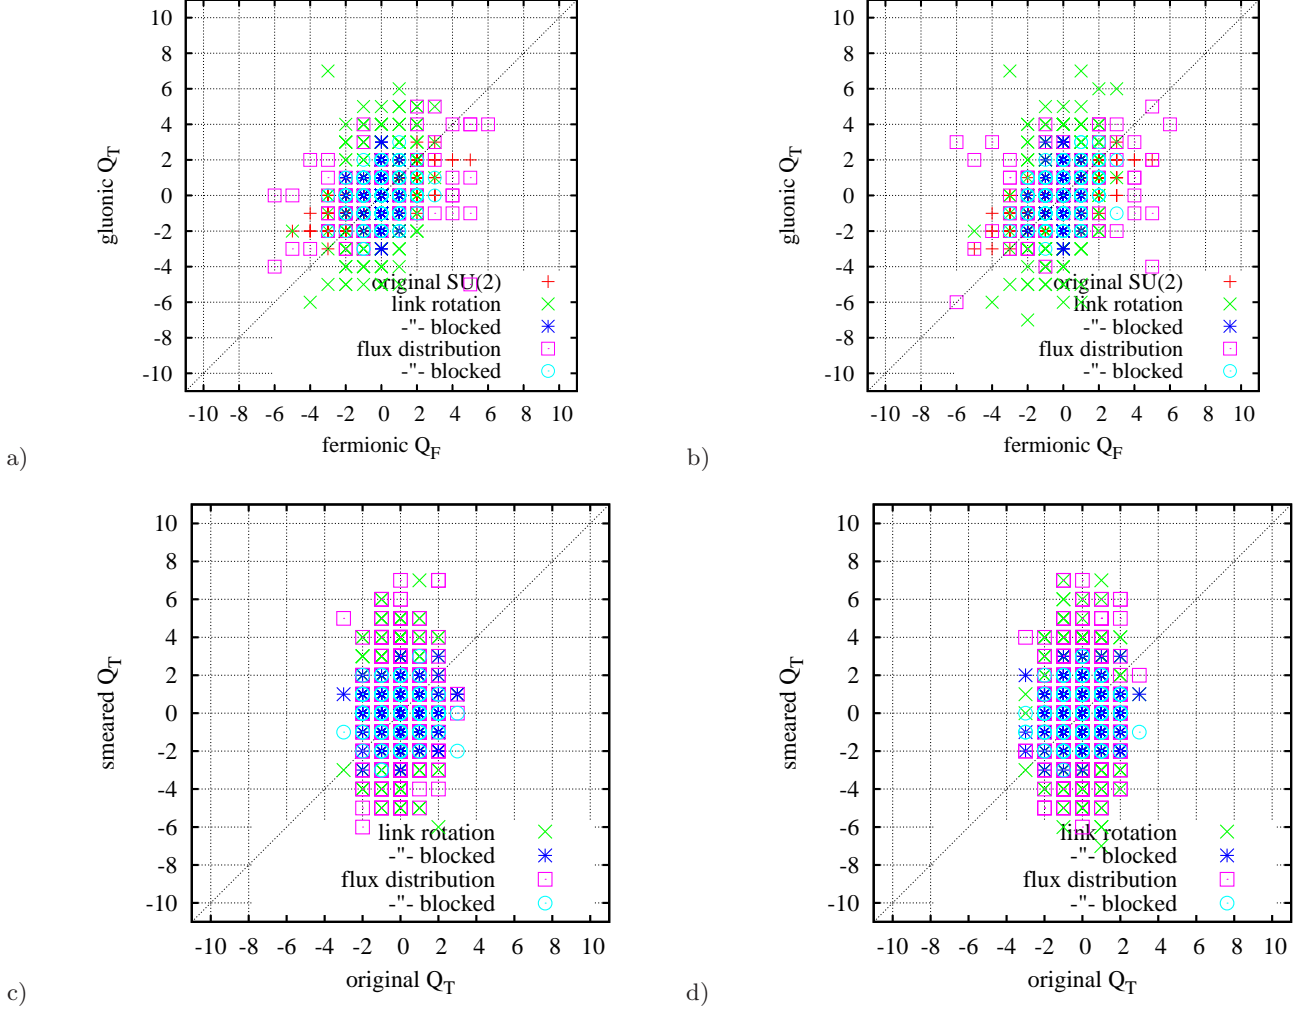 10
8
6
4
2
0
-2
-4
-6
-8
-10
gluonic Q_T
original SU(2)
link rotation
-"- blocked
flux distribution
-"- blocked
-10 -8 -6 -4 -2 0 2 4 6 8 10
fermionic Q_F
a)
10
8
6
4
2
0
-2
-4
-6
-8
-10
gluonic Q_T
original SU(2)
link rotation
-"- blocked
flux distribution
-"- blocked
-10 -8 -6 -4 -2 0 2 4 6 8 10
fermionic Q_F
b)
10
8
6
4
2
0
-2
-4
-6
-8
-10
smeared Q_T
link rotation
-"- blocked
flux distribution
-"- blocked
-10 -8 -6 -4 -2 0 2 4 6 8 10
original Q_T
c)
10
8
6
4
2
0
-2
-4
-6
-8
-10
smeared Q_T
link rotation
-"- blocked
flux distribution
-"- blocked
-10 -8 -6 -4 -2 0 2 4 6 8 10
original Q_T
d)